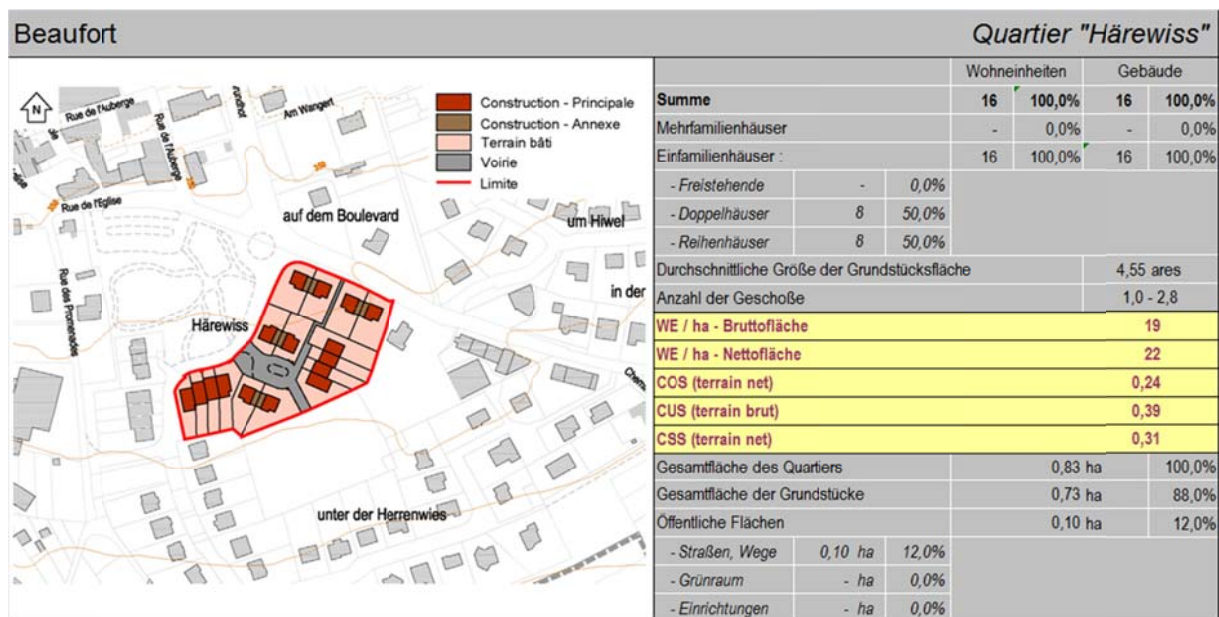 Beaufort Quartier "Härewiss"
N
Rue de l'Auberge
Am Wangert
Rue de l'Auberge
Rue de l'Eglise
Rue des Promenades
auf dem Boulevard
um Hiwel
in der
Härewiss
unter der Herrenwies
Construction - Principale
Construction - Annexe
Terrain bâti
Voirie
Limite
Wohneinheiten Gebäude
Summe 16 100,0% 16 100,0%
Mehrfamilienhäuser - 0,0% - 0,0%
Einfamilienhäuser : 16 100,0% 16 100,0%
- Freistehende - 0,0%
- Doppelhäuser 8 50,0%
- Reihenhäuser 8 50,0%
Durchschnittliche Größe der Grundstücksfläche 4,55 ares
Anzahl der Geschoße 1,0 - 2,8
WE / ha - Bruttofläche 19
WE / ha - Nettofläche 22
COS (terrain net) 0,24
CUS (terrain brut) 0,39
CSS (terrain net) 0,31
Gesamtfläche des Quartiers 0,83 ha 100,0%
Gesamtfläche der Grundstücke 0,73 ha 88,0%
Öffentliche Flächen 0,10 ha 12,0%
- Straßen, Wege 0,10 ha 12,0%
- Grünraum - ha 0,0%
- Einrichtungen - ha 0,0%